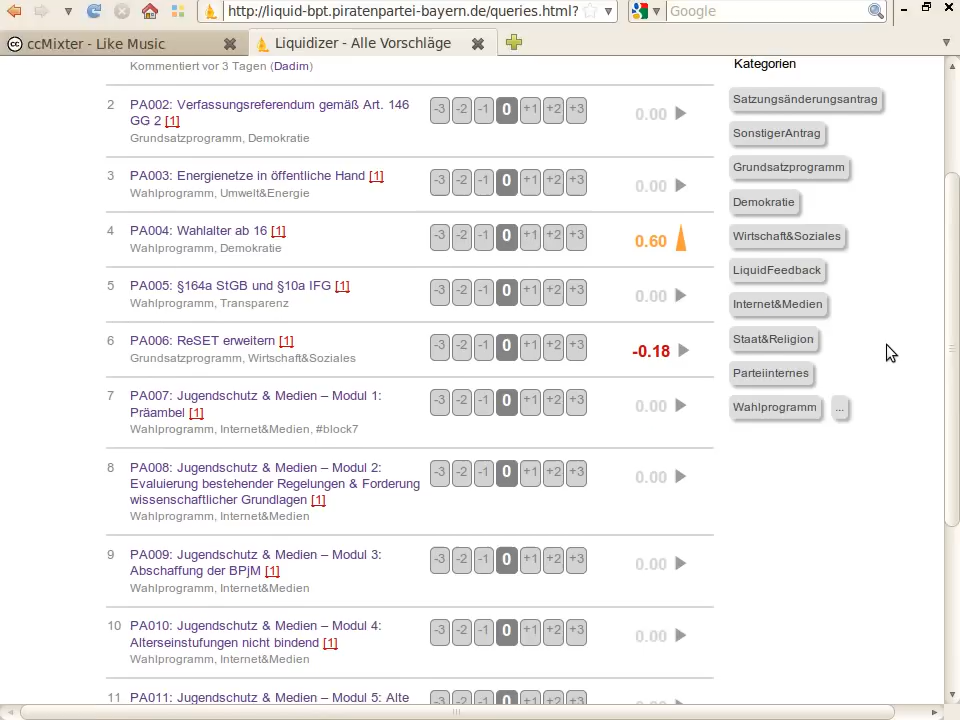 http://liquid-bpt.piratenpartei-bayern.de/queries.html?
Google
ccMixter - Like Music
Liquidizer - Alle Vorschläge
Kommentiert vor 3 Tagen (Dadim)
2 PA002: Verfassungsreferendum gemäß Art. 146
GG 2 [1]
Grundsatzprogramm, Demokratie
-3 -2 -1 0 +1 +2 +3
0.00
3 PA003: Energienetze in öffentliche Hand [1]
Wahlprogramm, Umwelt&Energie
-3 -2 -1 0 +1 +2 +3
0.00
4 PA004: Wahlalter ab 16 [1]
Wahlprogramm, Demokratie
-3 -2 -1 0 +1 +2 +3
0.60
5 PA005: §164a StGB und §10a IFG [1]
Wahlprogramm, Transparenz
-3 -2 -1 0 +1 +2 +3
0.00
6 PA006: ReSET erweitern [1]
Grundsatzprogramm, Wirtschaft&Soziales
-3 -2 -1 0 +1 +2 +3
-0.18
7 PA007: Jugendschutz & Medien – Modul 1:
Präambel [1]
Wahlprogramm, Internet&Medien, #block7
-3 -2 -1 0 +1 +2 +3
0.00
8 PA008: Jugendschutz & Medien – Modul 2:
Evaluierung bestehender Regelungen & Forderung
wissenschaftlicher Grundlagen [1]
Wahlprogramm, Internet&Medien
-3 -2 -1 0 +1 +2 +3
0.00
9 PA009: Jugendschutz & Medien – Modul 3:
Abschaffung der BPjM [1]
Wahlprogramm, Internet&Medien
-3 -2 -1 0 +1 +2 +3
0.00
10 PA010: Jugendschutz & Medien – Modul 4:
Alterseinstufungen nicht bindend [1]
Wahlprogramm, Internet&Medien
-3 -2 -1 0 +1 +2 +3
0.00
11 PA011: Jugendschutz & Medien – Modul 5: Alte
-3 -2 -1 0 +1 +2 +3
Kategorien
Satzungsänderungsantrag
SonstigerAntrag
Grundsatzprogramm
Demokratie
Wirtschaft&Soziales
LiquidFeedback
Internet&Medien
Staat&Religion
Parteiinternes
Wahlprogramm ...